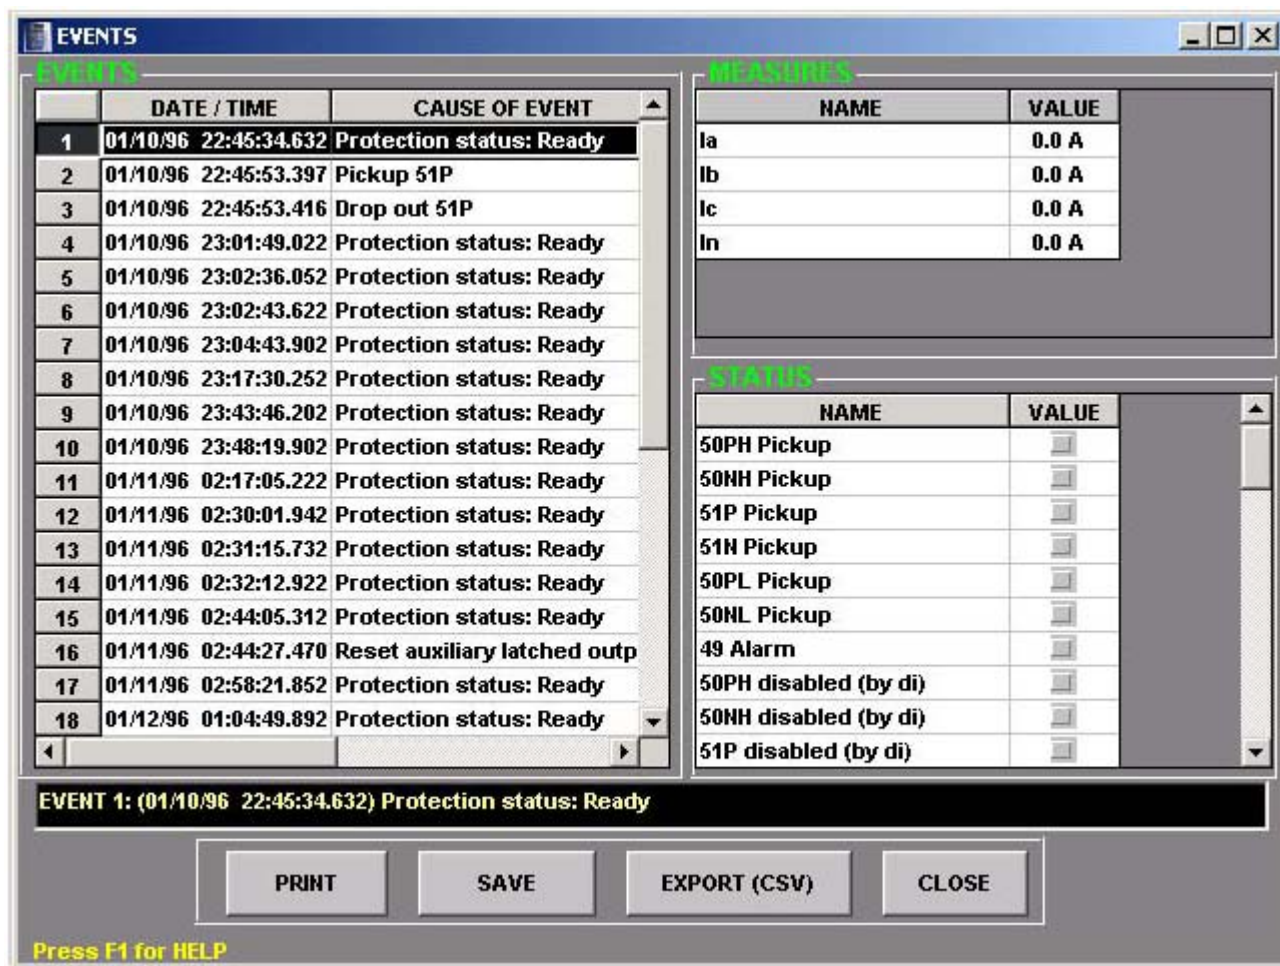 EVENTS
EVENTS
DATE / TIME CAUSE OF EVENT
1 01/10/96 22:45:34.632 Protection status: Ready
2 01/10/96 22:45:53.397 Pickup 51P
3 01/10/96 22:45:53.416 Drop out 51P
4 01/10/96 23:01:49.022 Protection status: Ready
5 01/10/96 23:02:36.052 Protection status: Ready
6 01/10/96 23:02:43.622 Protection status: Ready
7 01/10/96 23:04:43.902 Protection status: Ready
8 01/10/96 23:17:30.252 Protection status: Ready
9 01/10/96 23:43:46.202 Protection status: Ready
10 01/10/96 23:48:19.902 Protection status: Ready
11 01/11/96 02:17:05.222 Protection status: Ready
12 01/11/96 02:30:01.942 Protection status: Ready
13 01/11/96 02:31:15.732 Protection status: Ready
14 01/11/96 02:32:12.922 Protection status: Ready
15 01/11/96 02:44:05.312 Protection status: Ready
16 01/11/96 02:44:27.470 Reset auxiliary latched outp
17 01/11/96 02:58:21.852 Protection status: Ready
18 01/12/96 01:04:49.892 Protection status: Ready
MEASURES
NAME VALUE
Ia 0.0 A
Ib 0.0 A
Ic 0.0 A
In 0.0 A
STATUS
NAME VALUE
50PH Pickup
50NH Pickup
51P Pickup
51N Pickup
50PL Pickup
50NL Pickup
49 Alarm
50PH disabled (by di)
50NH disabled (by di)
51P disabled (by di)
EVENT 1: (01/10/96 22:45:34.632) Protection status: Ready
PRINT SAVE EXPORT (CSV) CLOSE
Press F1 for HELP